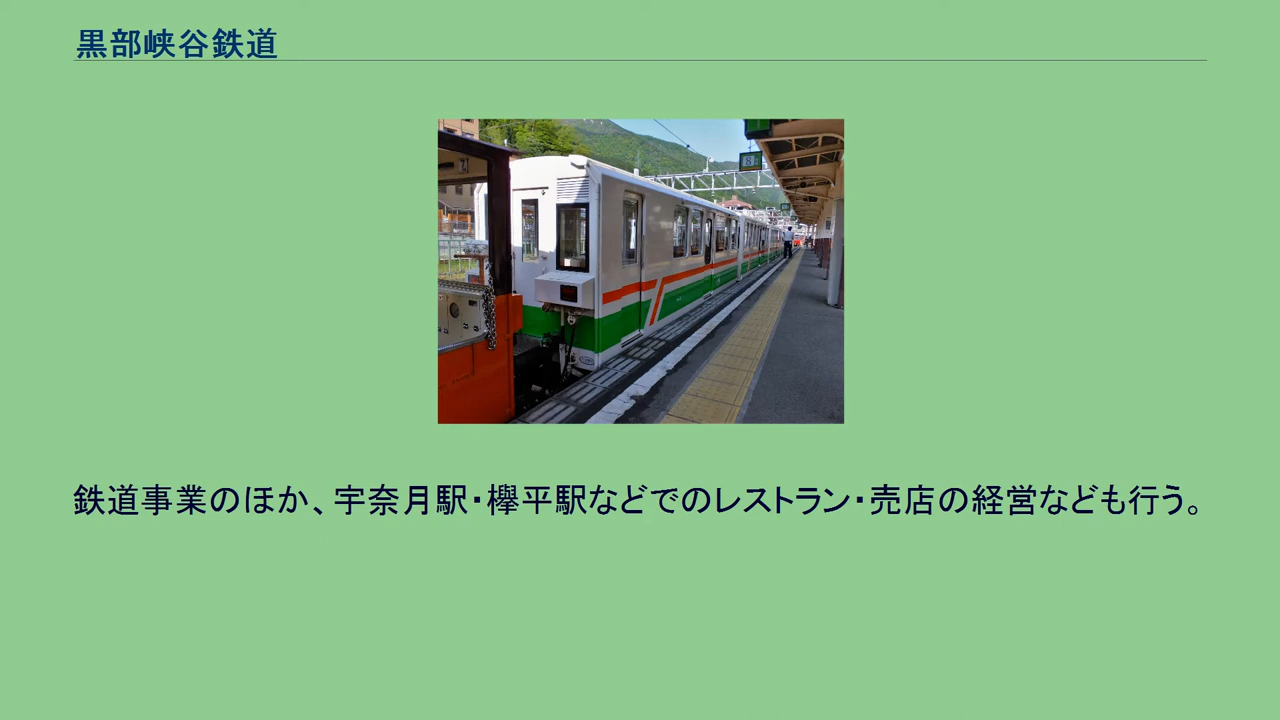 黒部峡谷鉄道
8
鉄道事業のほか、宇奈月駅・欅平駅などでのレストラン・売店の経営なども行う。